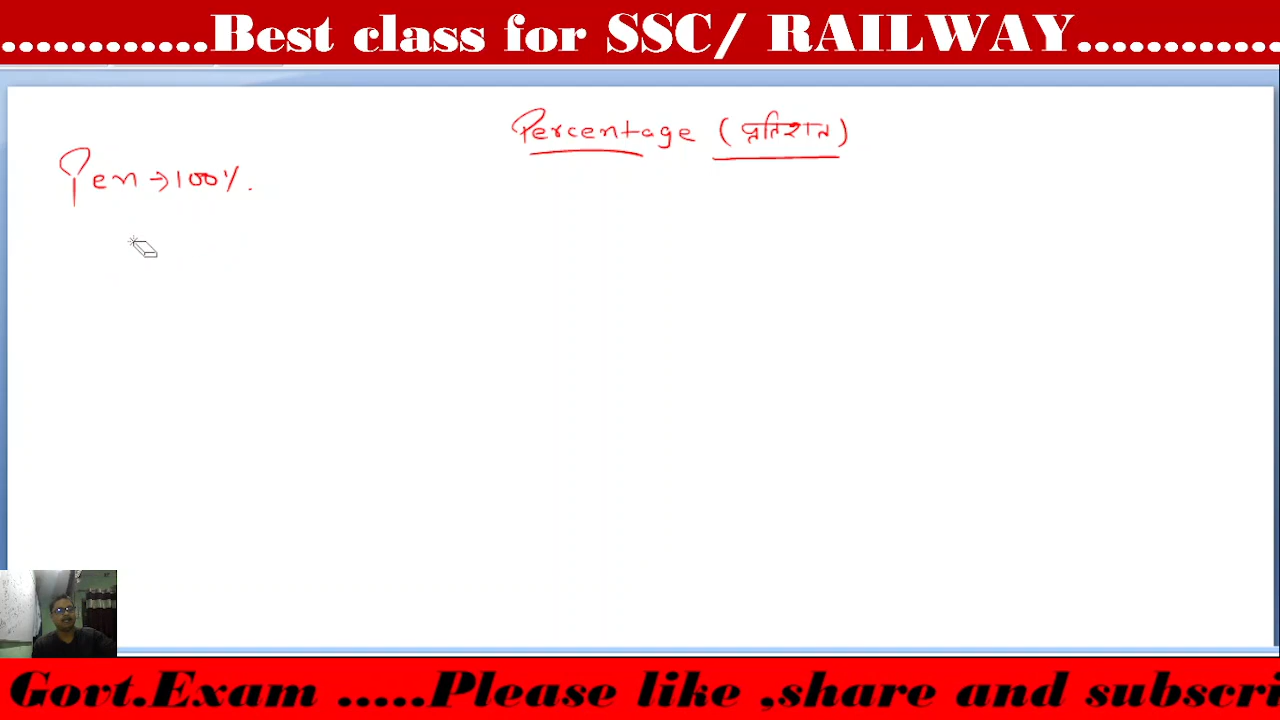 ............Best class for SSC/ RAILWAY............
Percentage (प्रतिशत)
Pen → 100%.
Govt.Exam .....Please like ,share and subscri